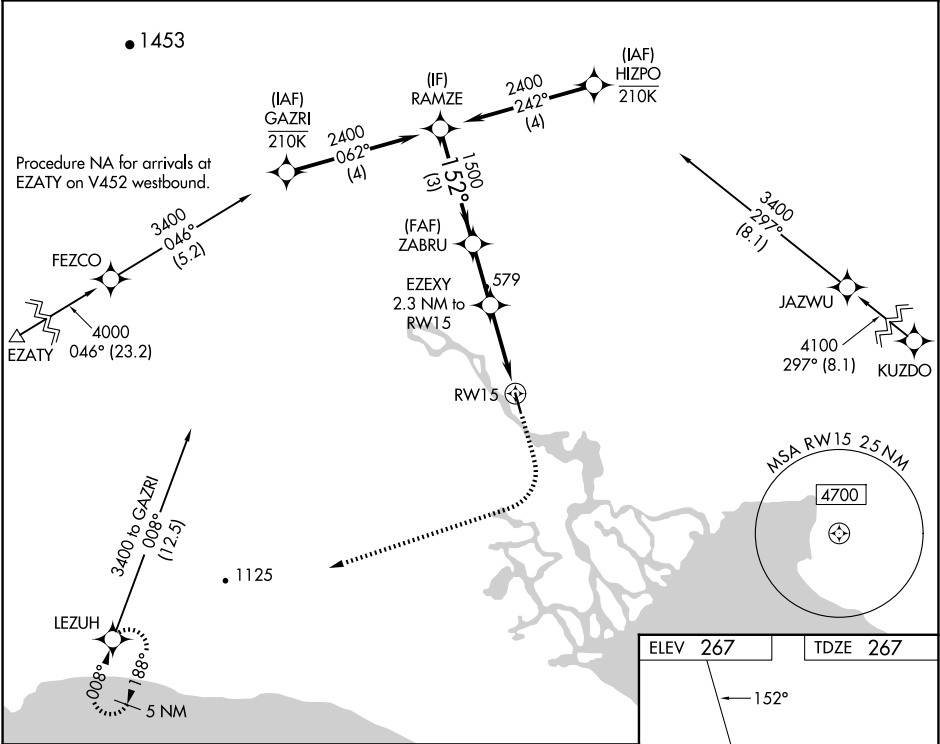 1453
(IAF)
HIZPO
210K
(IF)
RAMZE
2400
242°
(4)
(IAF)
GAZRI
210K
2400
062°
(4)
Procedure NA for arrivals at
EZATY on V452 westbound.
1500
152°
(3)
3400
046°
(5.2)
3400
297°
(8.1)
(FAF)
ZABRU
FEZCO
579
EZEXY
2.3 NM to
RW15
JAZWU
4000
046° (23.2)
EZATY
4100
297° (8.1)
KUZDO
RW15
MSA RW15 25 NM
4700
3400 to GAZRI
008°
(12.5)
1125
LEZUH
008°
188°
5 NM
ELEV 267
TDZE 267
152°